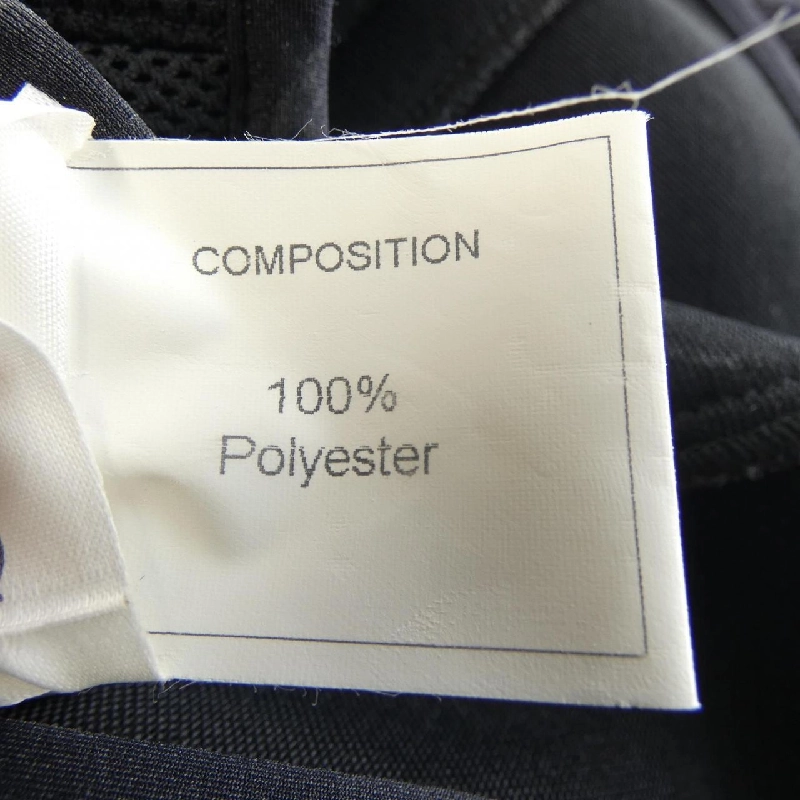 COMPOSITION
100%
Polyester